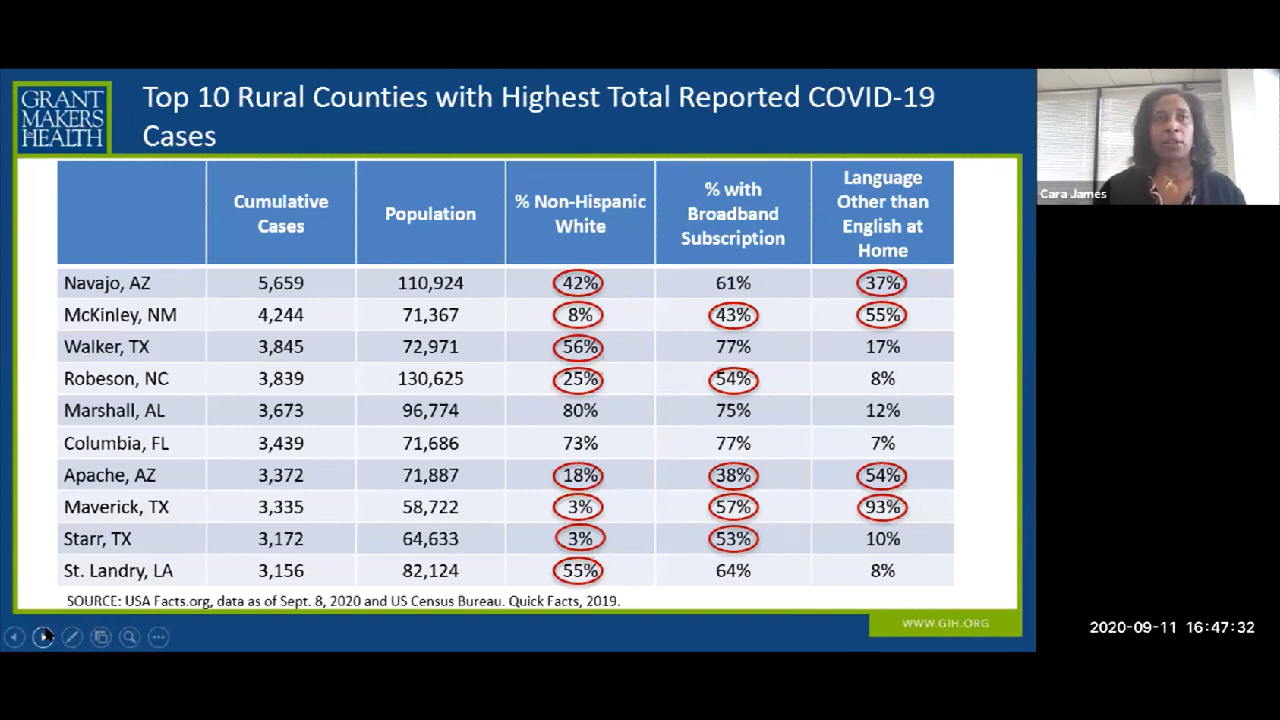 GRANT
MAKERS
IN HEALTH
Top 10 Rural Counties with Highest Total Reported COVID-19
Cases
Cumulative
Cases
Population
% Non-Hispanic
White
% with
Broadband
Subscription
Language
Other than
English at
Home
Navajo, AZ 5,659 110,924 42% 61% 37%
McKinley, NM 4,244 71,367 8% 43% 55%
Walker, TX 3,845 72,971 56% 77% 17%
Robeson, NC 3,839 130,625 25% 54% 8%
Marshall, AL 3,673 96,774 80% 75% 12%
Columbia, FL 3,439 71,686 73% 77% 7%
Apache, AZ 3,372 71,887 18% 38% 54%
Maverick, TX 3,335 58,722 3% 57% 93%
Starr, TX 3,172 64,633 3% 53% 10%
St. Landry, LA 3,156 82,124 55% 64% 8%
SOURCE: USA Facts.org, data as of Sept. 8, 2020 and US Census Bureau. Quick Facts, 2019.
WWW.GIH.ORG
Cara James
2020-09-11 16:47:32